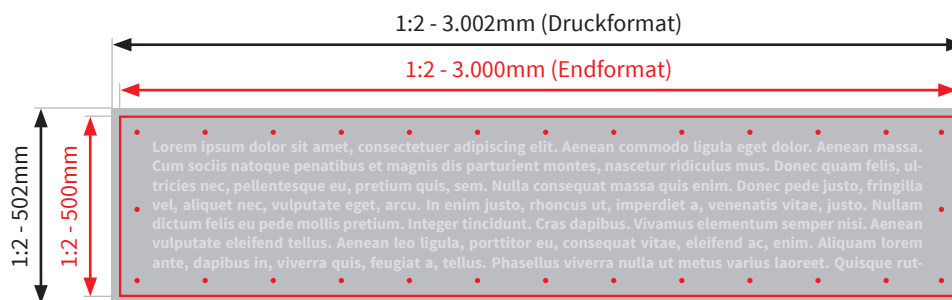 1:2 - 3.002mm (Druckformat)
1:2 - 3.000mm (Endformat)
1:2 - 502mm
1:2 - 500mm
Lorem ipsum dolor sit amet, consectetuer adipiscing elit. Aenean commodo ligula eget dolor. Aenean massa.
Cum sociis natoque penatibus et magnis dis parturient montes, nascetur ridiculus mus. Donec quam felis, ul-
tricies nec, pellentesque eu, pretium quis, sem. Nulla consequat massa quis enim. Donec pede justo, fringilla
vel, aliquet nec, vulputate eget, arcu. In enim justo, rhoncus ut, imperdiet a, venenatis vitae, justo. Nullam
dictum felis eu pede mollis pretium. Integer tincidunt. Cras dapibus. Vivamus elementum semper nisi. Aenean
vulputate eleifend tellus. Aenean leo ligula, porttitor eu, consequat vitae, eleifend ac, enim. Aliquam lorem
ante, dapibus in, viverra quis, feugiat a, tellus. Phasellus viverra nulla ut metus varius laoreet. Quisque rut-